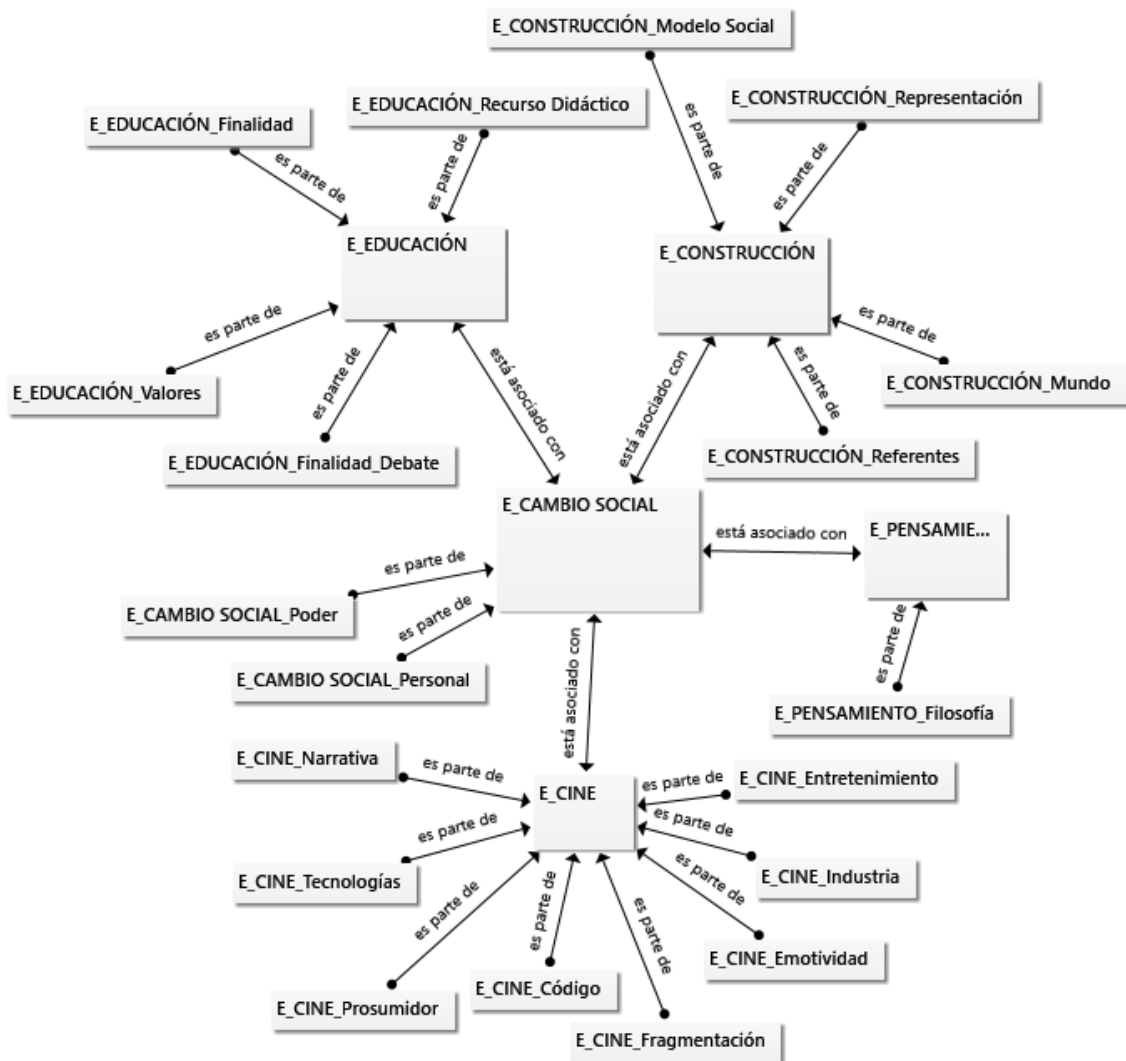 E_CONSTRUCCIÓN_Modelo Social
E_EDUCACIÓN_Recurso Didáctico
E_CONSTRUCCIÓN_Representación
E_EDUCACIÓN_Finalidad
es parte de
es parte de
es parte de
es parte de
E_EDUCACIÓN
E_CONSTRUCCIÓN
es parte de
es parte de
es parte de
es parte de
E_EDUCACIÓN_Valores
E_CONSTRUCCIÓN_Mundo
está asociado con
está asociado con
E_EDUCACIÓN_Finalidad_Debate
E_CONSTRUCCIÓN_Referentes
E_CAMBIO SOCIAL
está asociado con
E_PENSAMIE...
es parte de
E_CAMBIO SOCIAL_Poder
es parte de
es parte de
E_CAMBIO SOCIAL_Personal
está asociado con
E_PENSAMIENTO_Filosofía
E_CINE_Narrativa
es parte de
es parte de
E_CINE_Entretenimiento
E_CINE
es parte de
es parte de
E_CINE_Tecnologías
E_CINE_Industria
es parte de
es parte de
es parte de
es parte de
E_CINE_Emotividad
E_CINE_Código
E_CINE_Prosumidor
E_CINE_Fragmentación